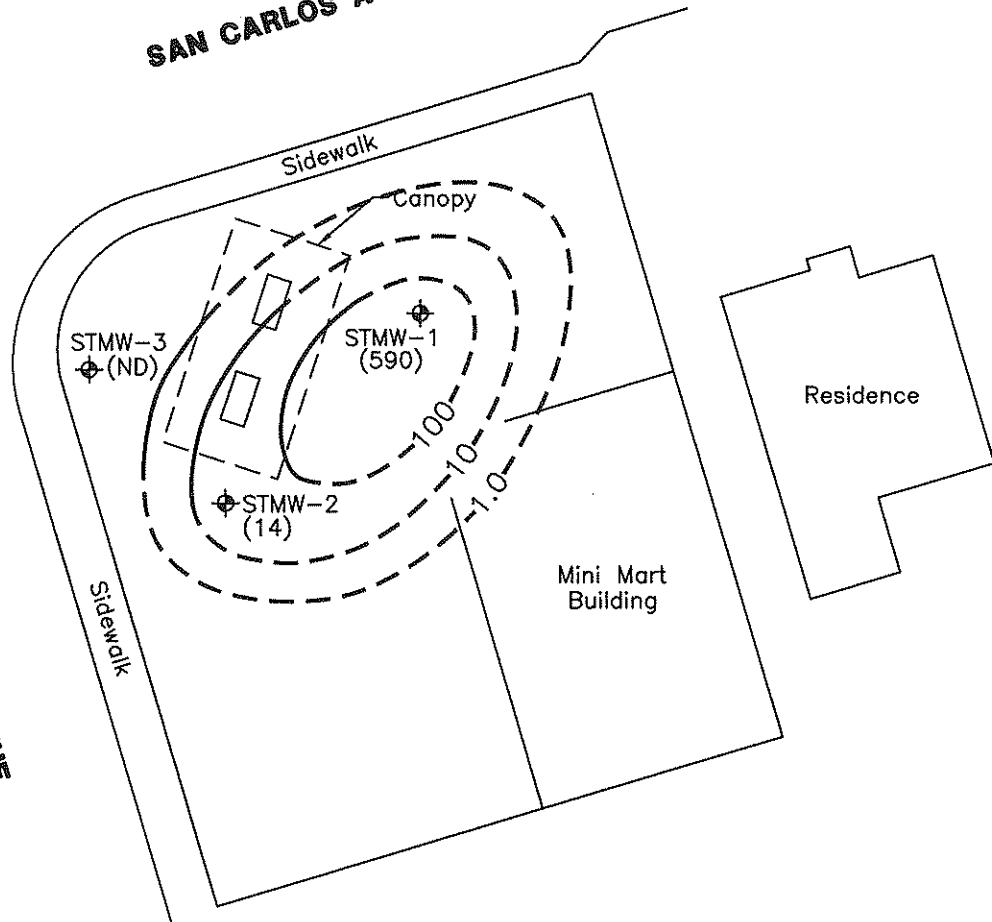 SAN CARLOS A
Sidewalk
Canopy
STMW-1
(590)
STMW-3
(ND)
Residence
100
10
1.0
STMW-2
(14)
Mini Mart
Building
Sidewalk